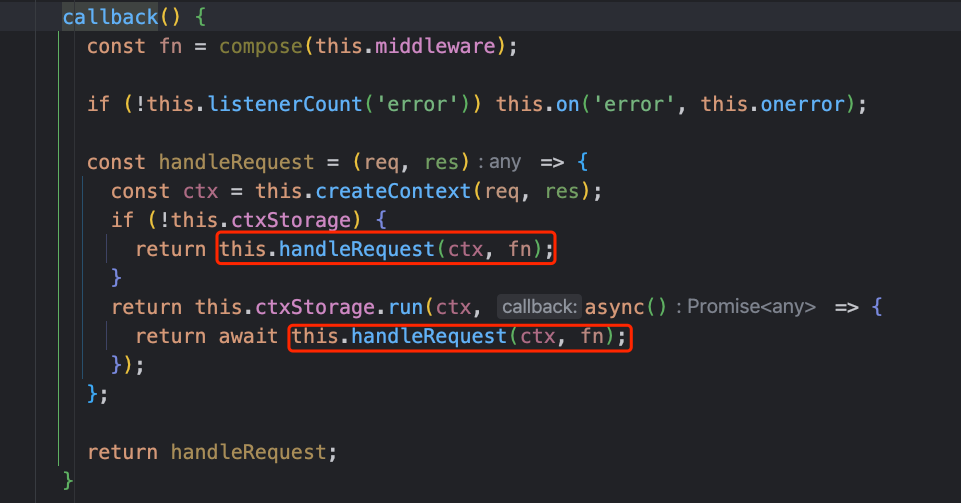 callback() {
const fn = compose(this.middleware);
if (!this.listenerCount('error')) this.on('error', this.onerror);
const handleRequest = (req, res) : any => {
const ctx = this.createContext(req, res);
if (!this.ctxStorage) {
return this.handleRequest(ctx, fn);
}
return this.ctxStorage.run(ctx, callback: async() : Promise<any> => {
return await this.handleRequest(ctx, fn);
});
};
return handleRequest;
}